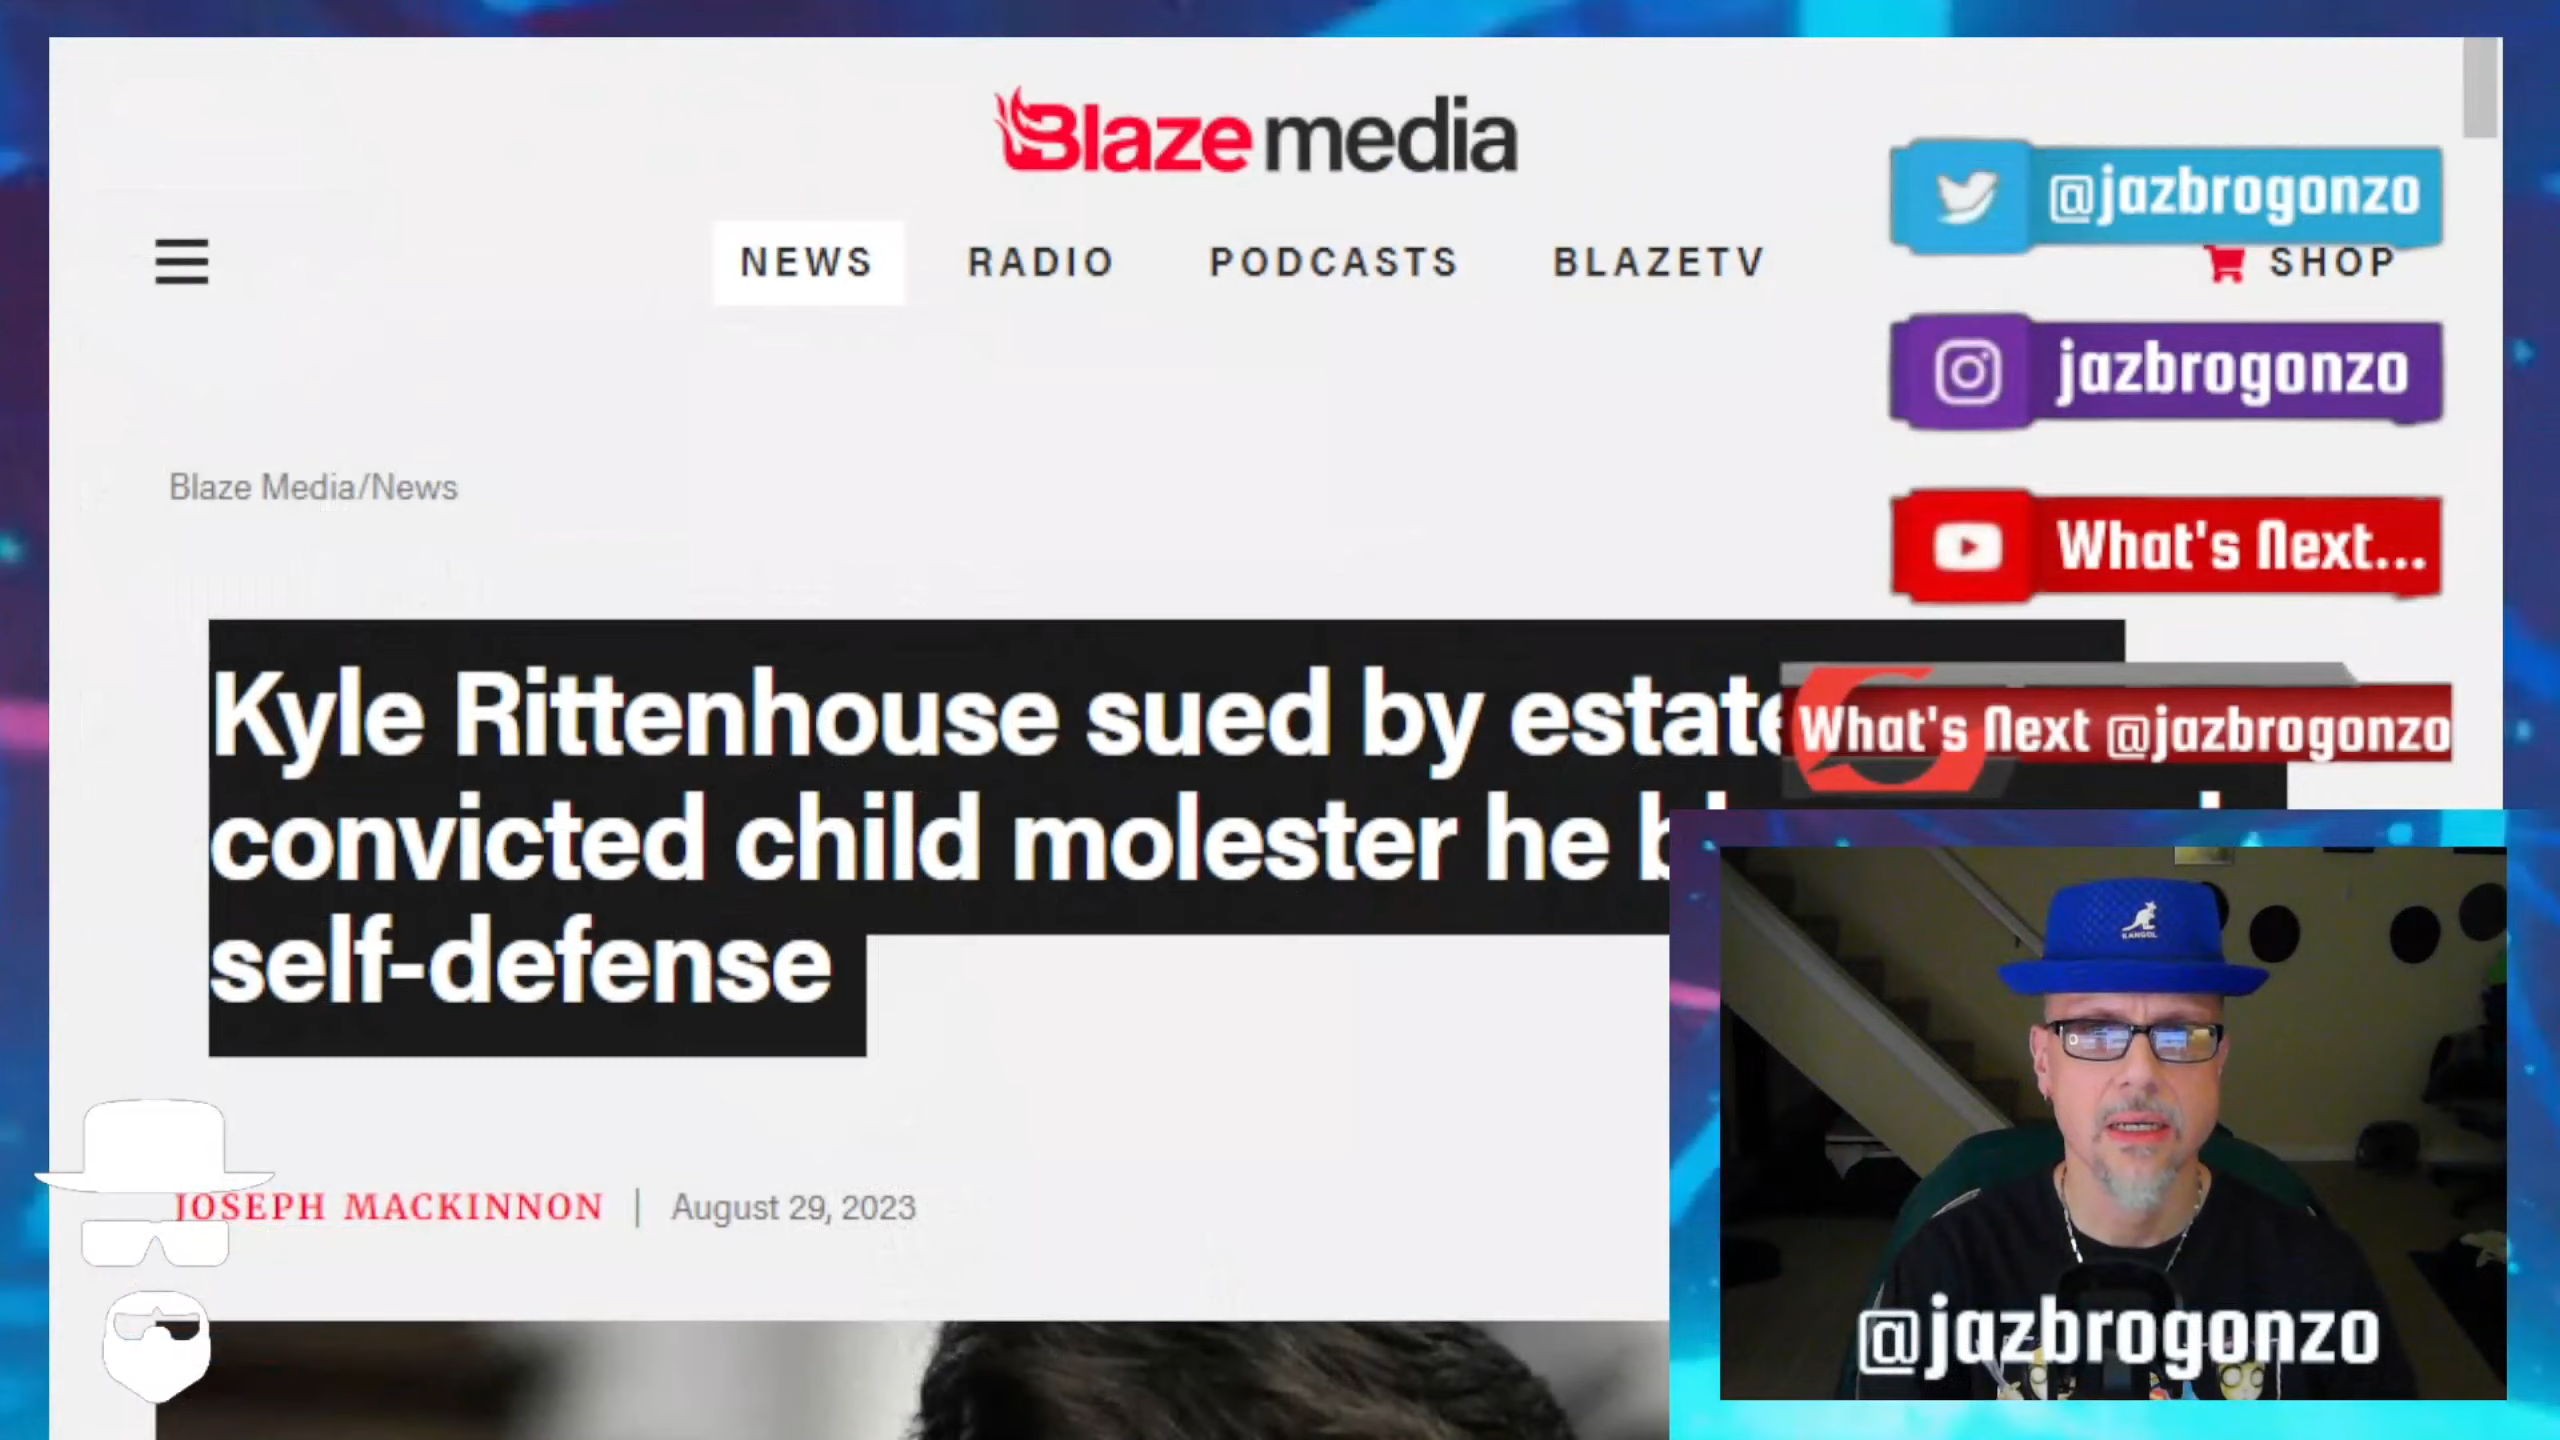 Blaze media
@jazbrogonzo
NEWS RADIO PODCASTS BLAZETV SHOP
jazbrogonzo
Blaze Media/News
What's Next...
Kyle Rittenhouse sued by estate
What's Next @jazbrogonzo
convicted child molester he
self-defense
KANGOL
JOSEPH MACKINNON | August 29, 2023
@jazbrogonzo